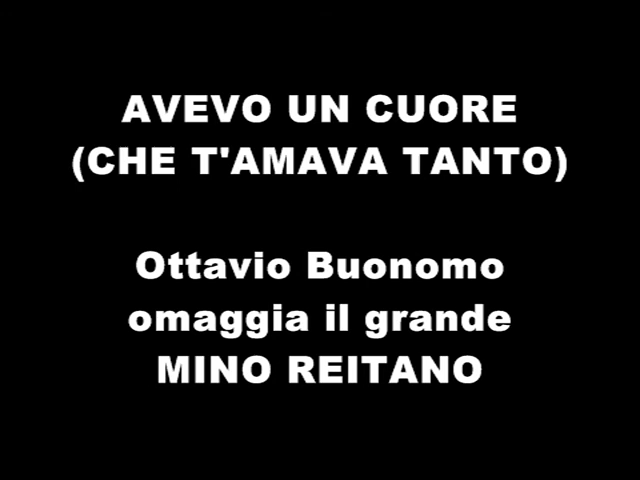 AVEVO UN CUORE
(CHE T'AMAVA TANTO)
Ottavio Buonomo
omaggia il grande
MINO REITANO